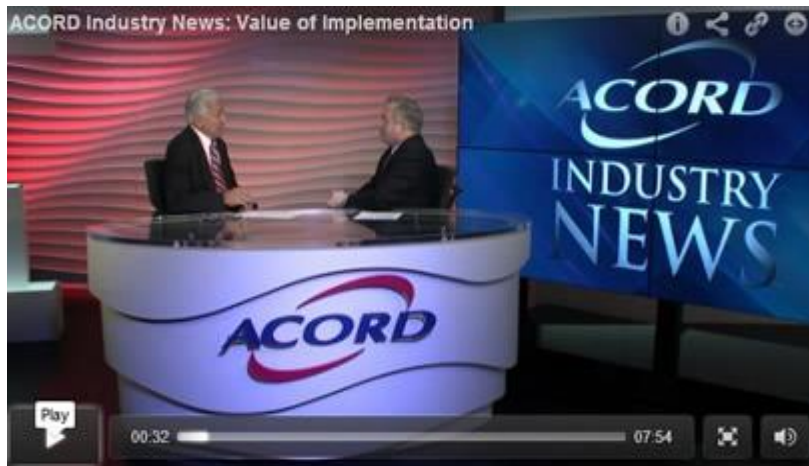 ACORD Industry News: Value of Implementation
ACORD
INDUSTRY
NEWS
ACORD
Play
00:32
07:54